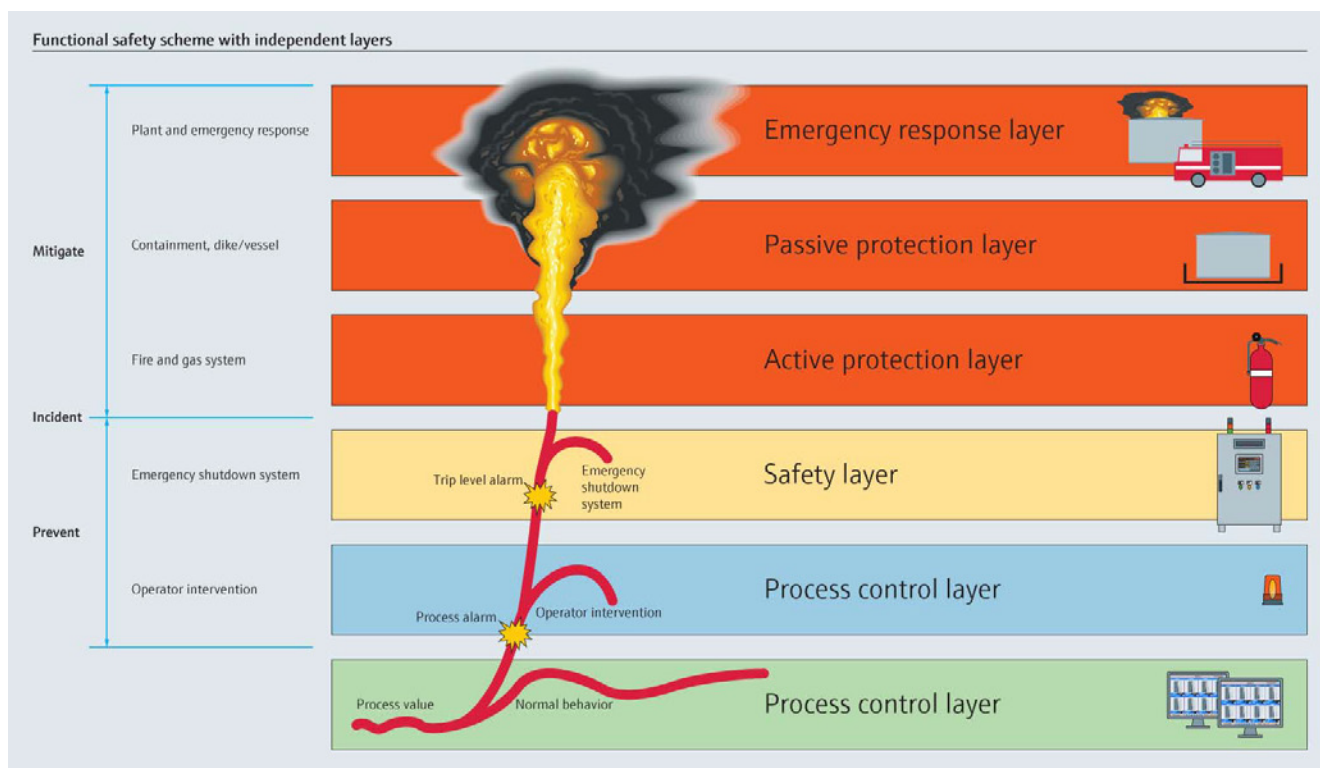 Functional safety scheme with independent layers
Plant and emergency response
Emergency response layer
Mitigate
Containment, dike/vessel
Passive protection layer
Fire and gas system
Active protection layer
Incident
Emergency shutdown system
Trip level alarm
Emergency
shutdown
system
Safety layer
Prevent
Operator intervention
Process alarm
Operator intervention
Process control layer
Process value
Normal behavior
Process control layer